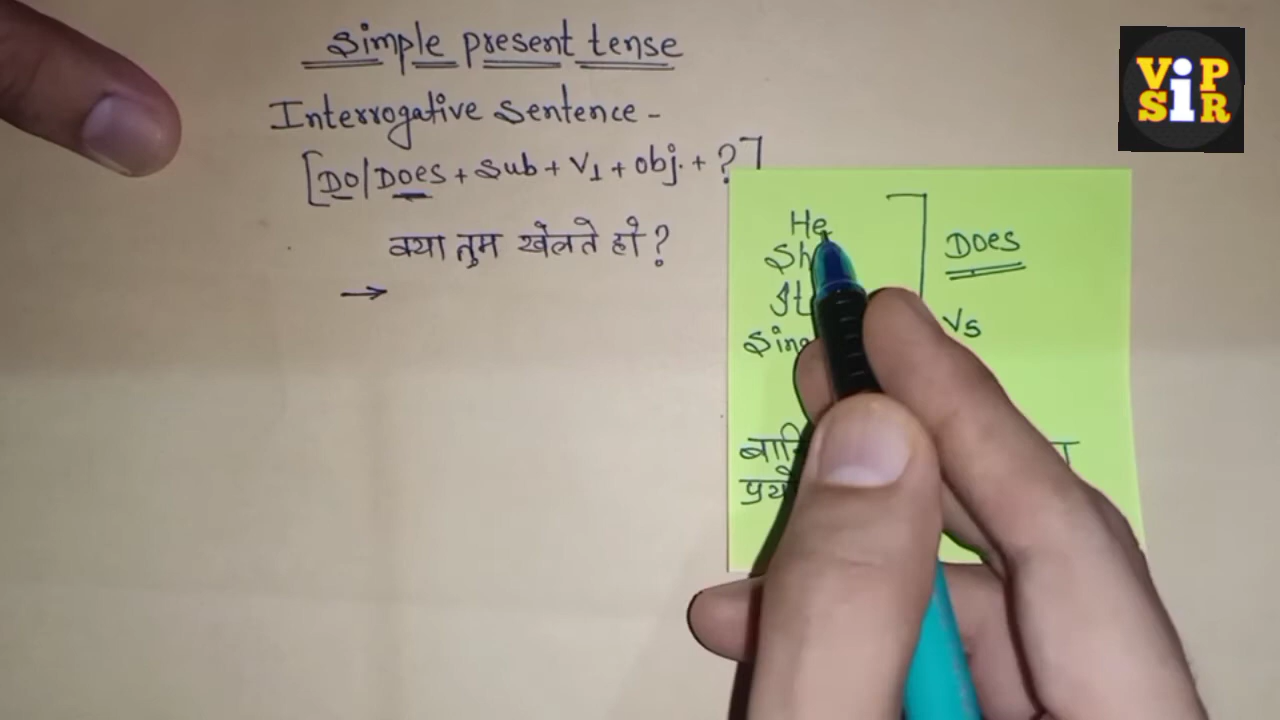 Simple present tense
Interrogative Sentence -
[Do/Does + Sub + V1 + obj. + ?]
क्या तुम खेलते हो ?
→
He
Does
Vs
ViP
SiR